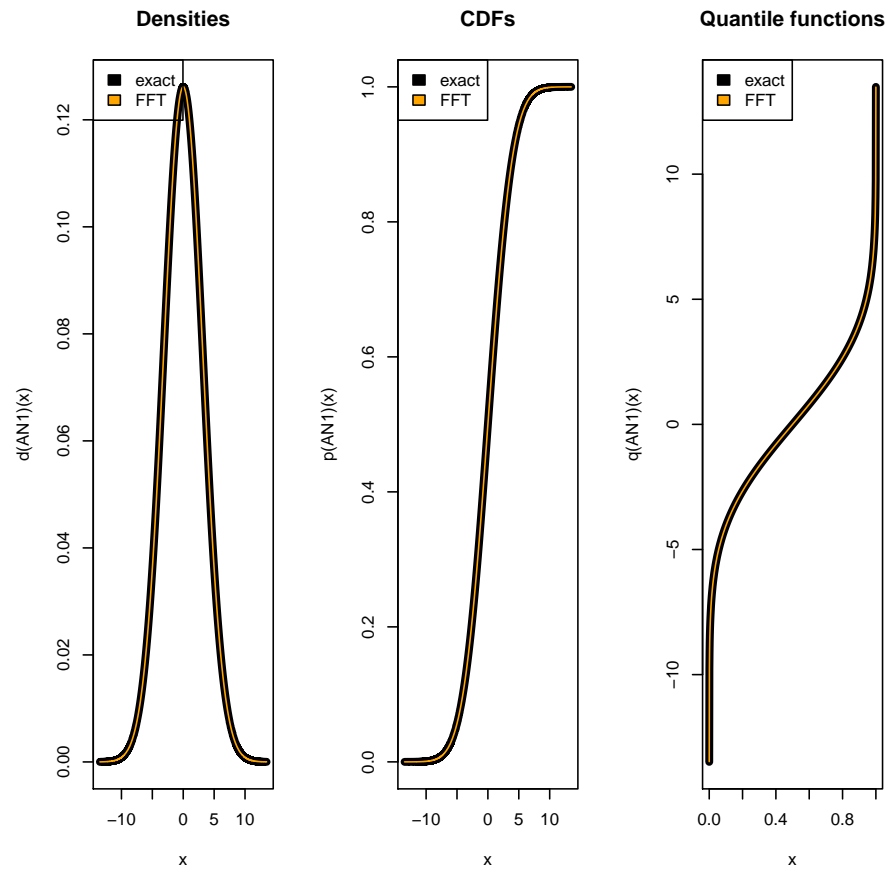 Densities
exact
FFT
d(AN1)(x)
0.00
0.02
0.04
0.06
0.08
0.10
0.12
−10
0
5
10
x
CDFs
exact
FFT
p(AN1)(x)
0.0
0.2
0.4
0.6
0.8
1.0
−10
0
5
10
x
Quantile functions
exact
FFT
q(AN1)(x)
−10
−5
0
5
10
0.0
0.4
0.8
x